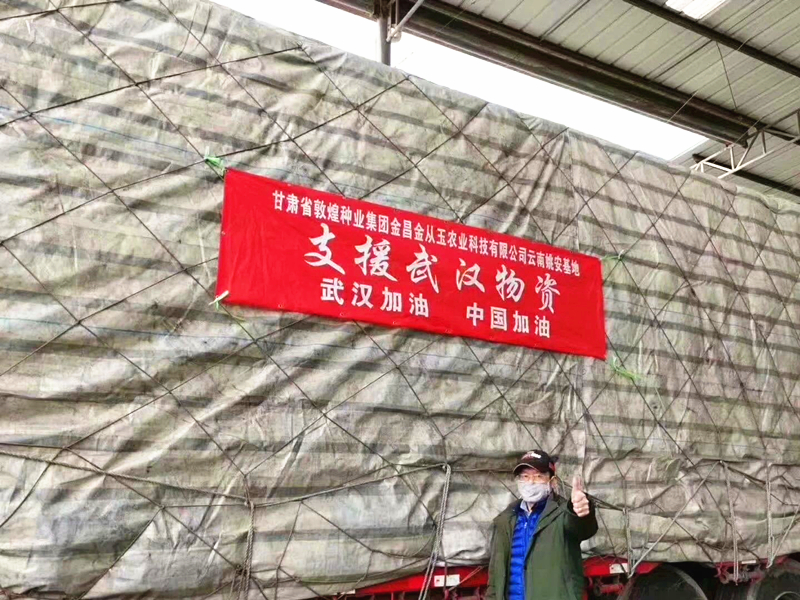 甘肃省敦煌种业集团金昌金从玉农业科技有限公司云南姚安基地
支援武汉物资
武汉加油 中国加油